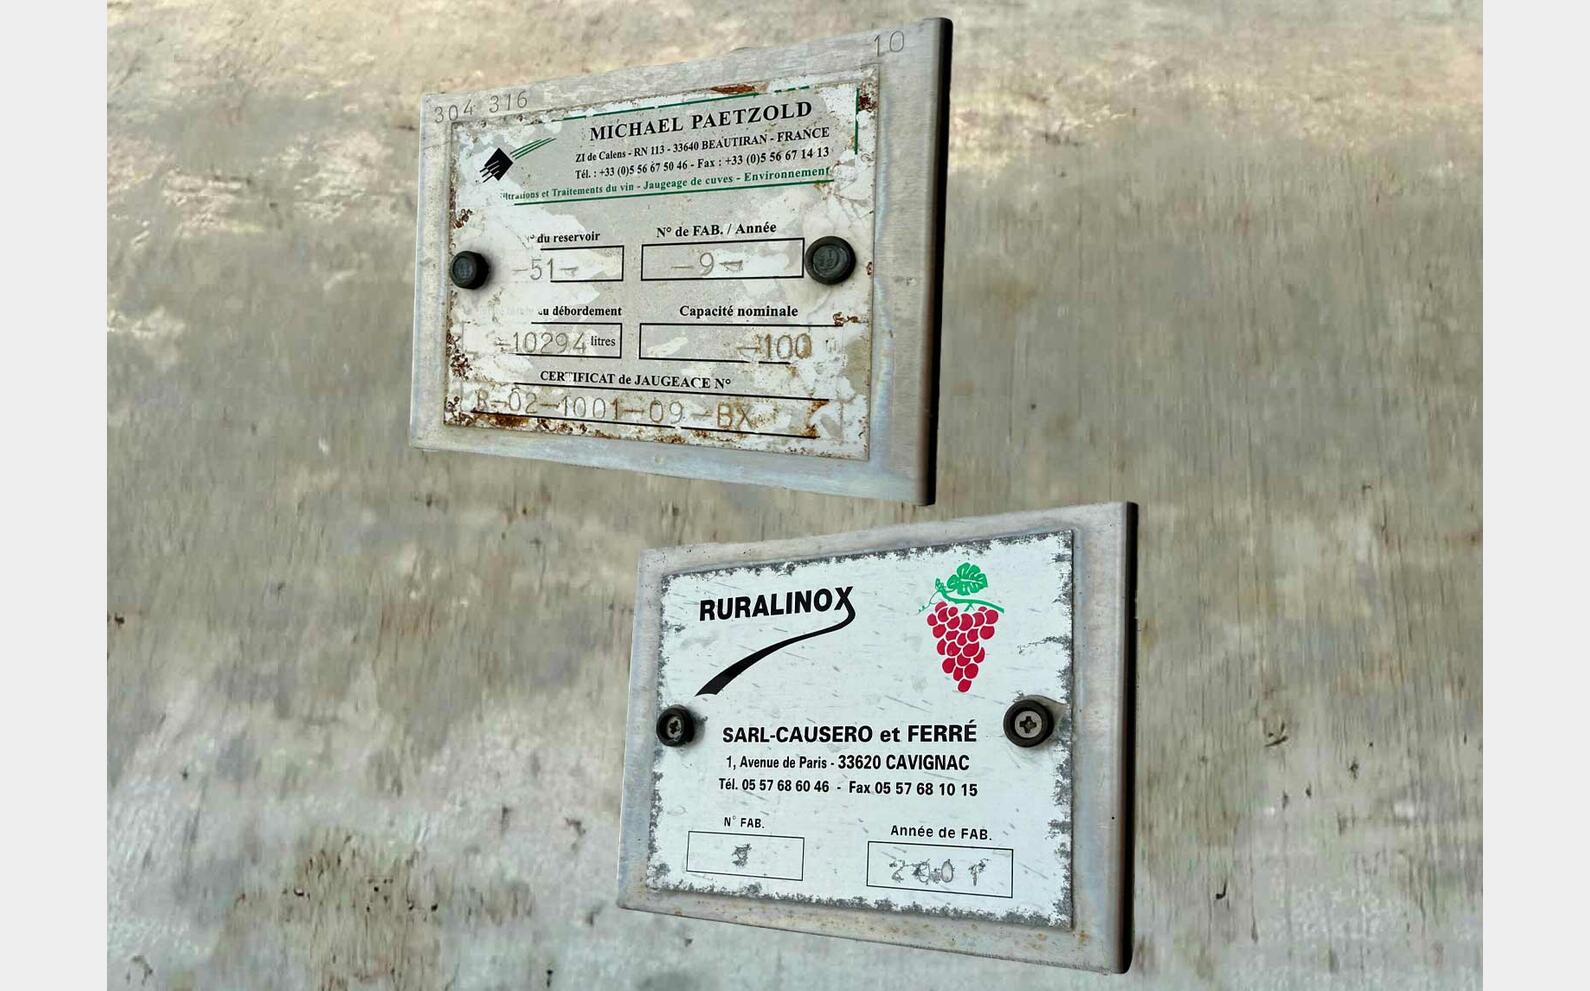 304 316
10
MICHAEL PAETZOLD
ZI de Calens - RN 113 - 33640 BEAUTIRAN - FRANCE
Tél. : +33 (0)5 56 67 50 46 - Fax : +33 (0)5 56 67 14 13
et Traitements du vin - Jaugeage de cuves - Environnement
du reservoir
N° de FAB. / Année
-51-
-9-
débordement
Capacité nominale
-10294 litres
-100
CERTIFICAT de JAUGEAGE N°
R-02-1001-09-BX
RURALINOX
SARL-CAUSERO et FERRÉ
1, Avenue de Paris - 33620 CAVIGNAC
Tél. 05 57 68 60 46 - Fax 05 57 68 10 15
N° FAB.
Année de FAB.